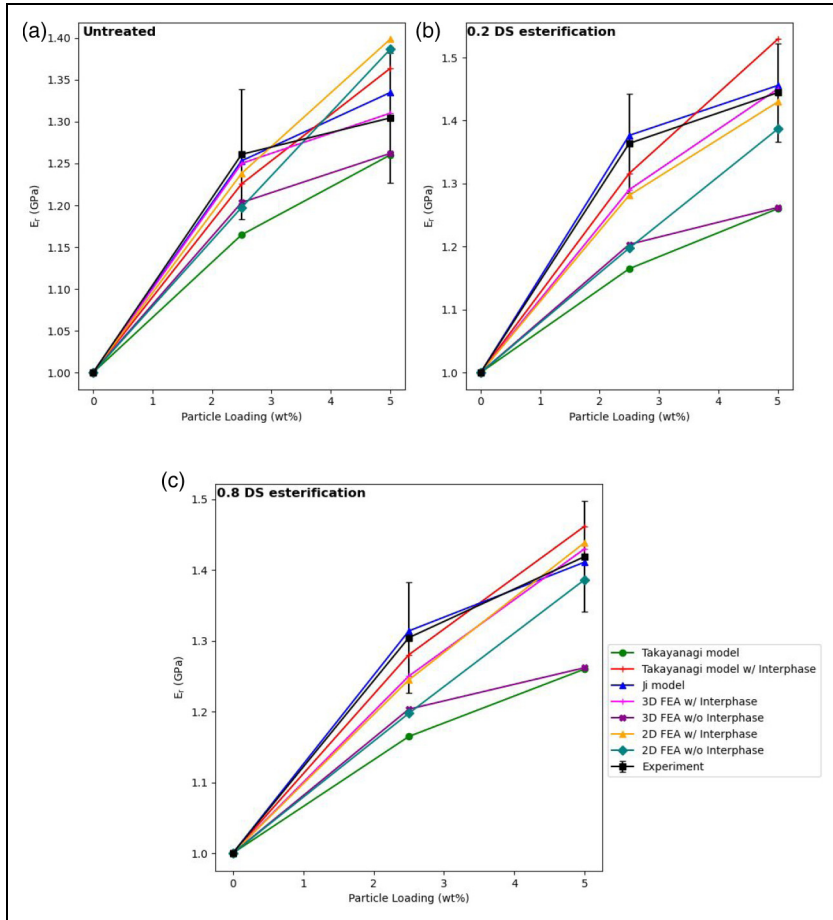 (a)
Untreated
1.40
1.35
1.30
1.25
1.20
1.15
1.10
1.05
1.00
Eᵣ (GPa)
0 1 2 3 4 5
Particle Loading (wt%)
(b)
0.2 DS esterification
1.5
1.4
1.3
1.2
1.1
1.0
Eᵣ (GPa)
0 1 2 3 4 5
Particle Loading (wt%)
(c)
0.8 DS esterification
1.5
1.4
1.3
1.2
1.1
1.0
Eᵣ (GPa)
0 1 2 3 4 5
Particle Loading (wt%)
Takayanagi model
Takayanagi model w/ Interphase
Ji model
3D FEA w/ Interphase
3D FEA w/o Interphase
2D FEA w/ Interphase
2D FEA w/o Interphase
Experiment